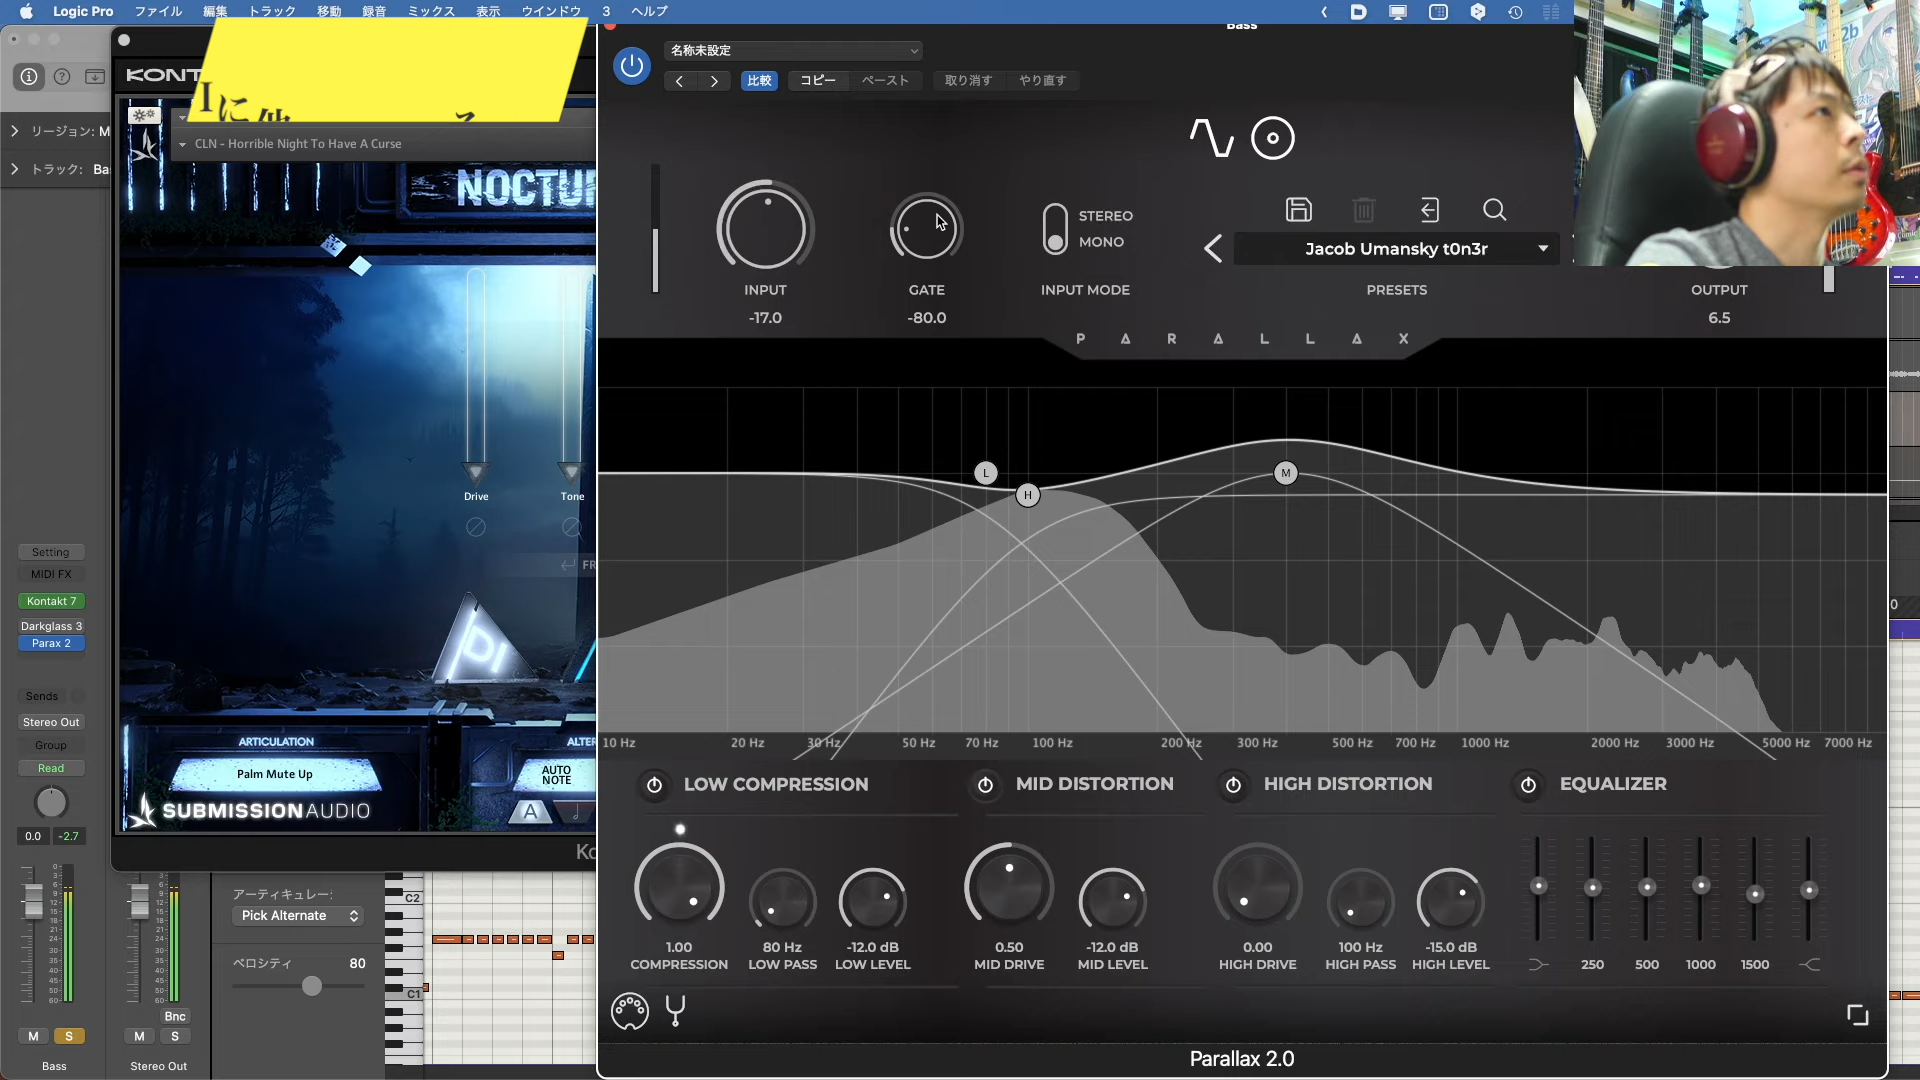 Logic Pro ファイル 編集 トラック 移動 録音 ミックス 表示 ウインドウ 3 ヘルプ
Bass
名称未設定
比較 コピー ペースト 取り消す やり直す
リージョン: M
トラック: Ba
CLN - Horrible Night To Have A Curse
STEREO
MONO
INPUT GATE INPUT MODE
-17.0 -80.0
Jacob Umansky t0n3r
PRESETS
OUTPUT
6.5
PARALLAX
Drive Tone
L H M
DI
10 Hz 20 Hz 30 Hz 50 Hz 70 Hz 100 Hz 200 Hz 300 Hz 500 Hz 700 Hz 1000 Hz 2000 Hz 3000 Hz 5000 Hz 7000 Hz
Setting
MIDI FX
Kontakt 7
Darkglass 3
Parax 2
Sends
Stereo Out
Group
Read
0.0 -2.7
ARTICULATION
Palm Mute Up
AUTO
NOTE
A
SUBMISSION AUDIO
LOW COMPRESSION MID DISTORTION HIGH DISTORTION EQUALIZER
1.00 80 Hz -12.0 dB 0.50 -12.0 dB 0.00 100 Hz -15.0 dB
COMPRESSION LOW PASS LOW LEVEL MID DRIVE MID LEVEL HIGH DRIVE HIGH PASS HIGH LEVEL 250 500 1000 1500
アーティキュレー:
Pick Alternate
ベロシティ 80
C2
C1
Bnc
M S M S
Bass Stereo Out
Parallax 2.0